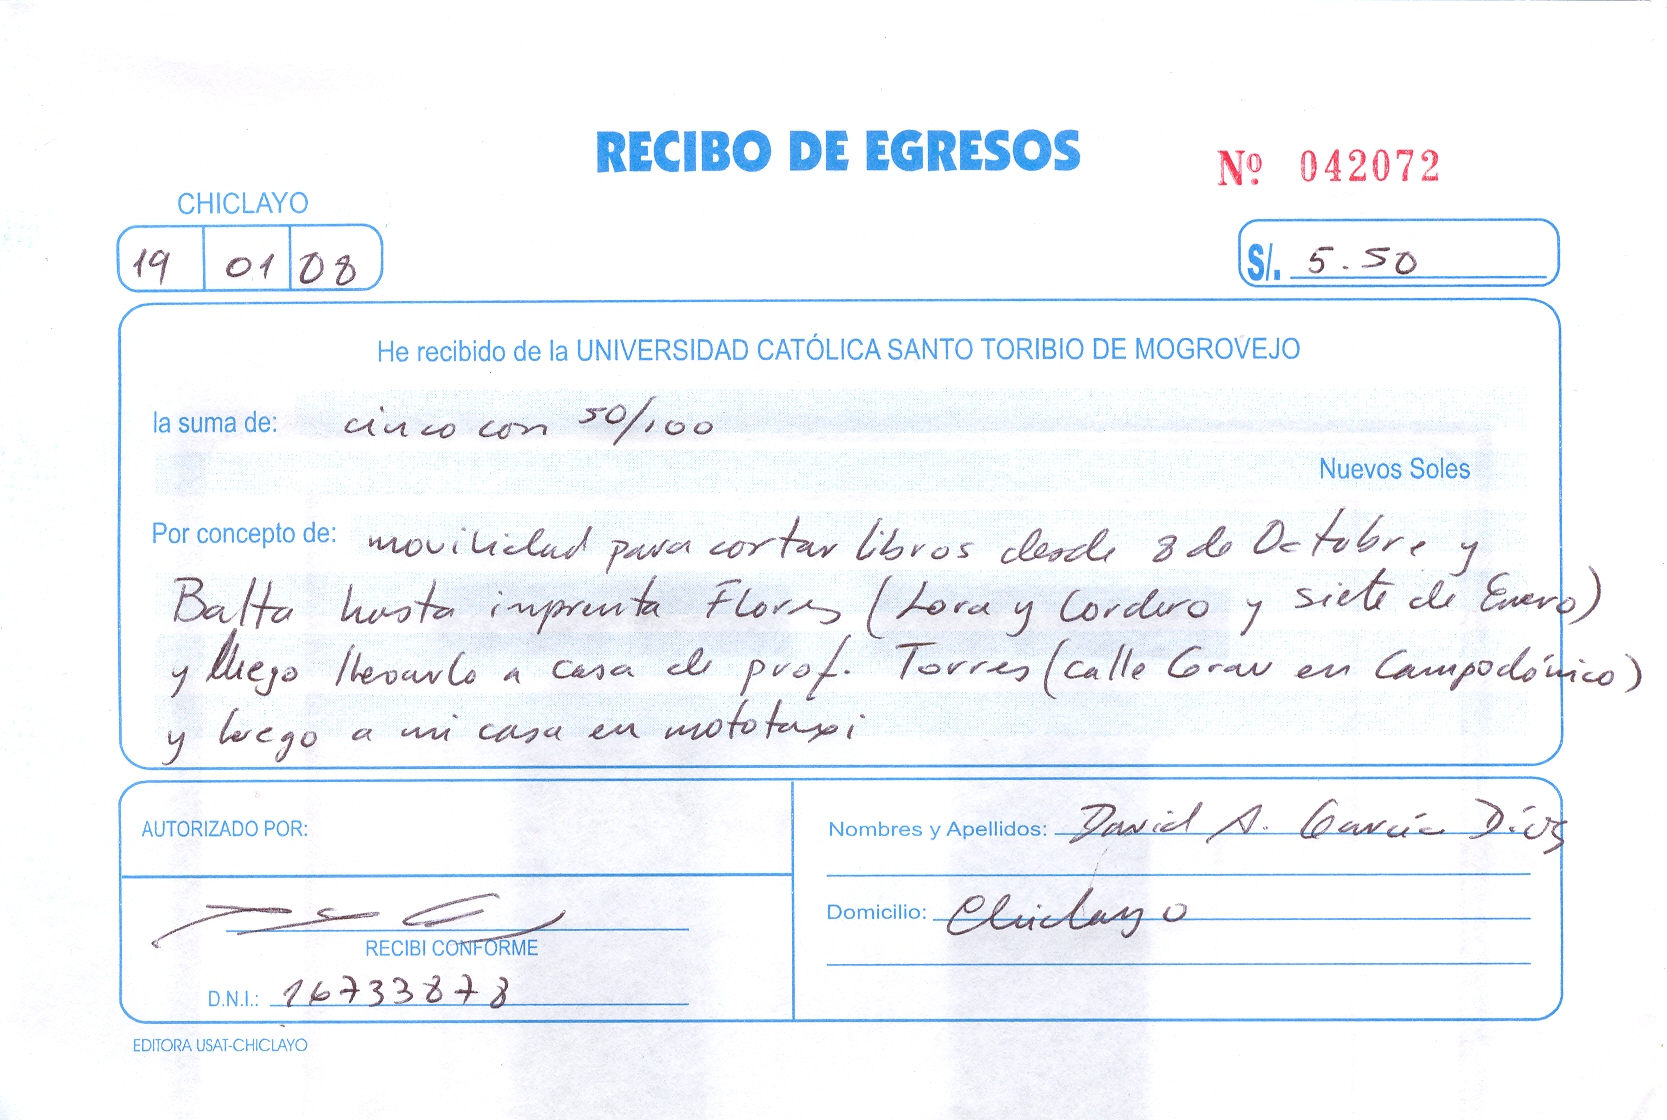 RECIBO DE EGRESOS
Nº 042072
CHICLAYO
19 01 08
S/. 5.50
He recibido de la UNIVERSIDAD CATÓLICA SANTO TORIBIO DE MOGROVEJO
la suma de: cinco con 50/100
Nuevos Soles
Por concepto de: movilidad para cortar libros desde 8 de Octubre y
Balta hasta imprenta Flores (Lora y Cordero y siete de Enero)
y luego llevarlo a casa de prof. Torres (calle Grau en Campodónico)
y luego a mi casa en mototaxi
AUTORIZADO POR:
Nombres y Apellidos: David A. García Díos
Domicilio: Chiclayo
RECIBI CONFORME
D.N.I.: 16733878
EDITORA USAT-CHICLAYO